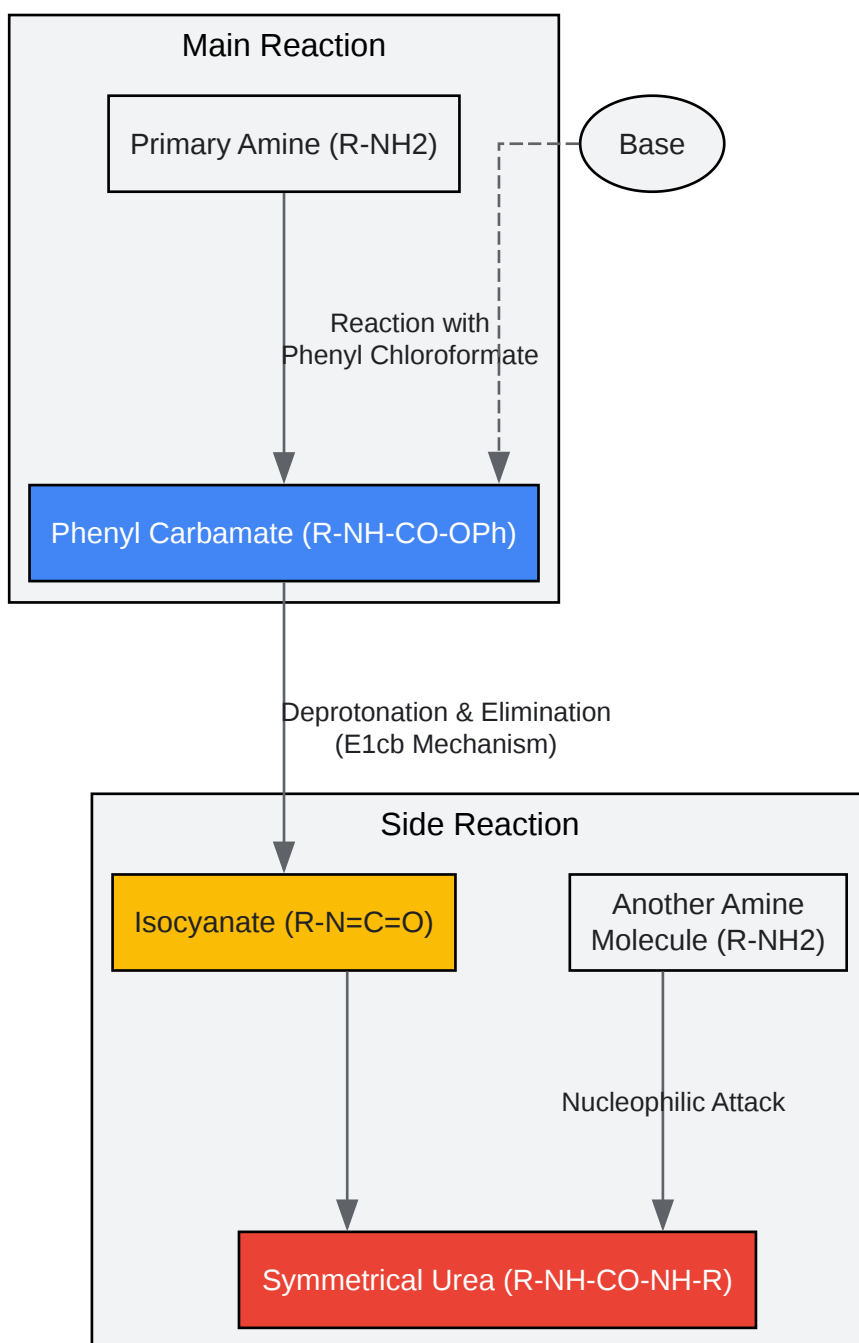 Main Reaction
Primary Amine (R-NH2)
Base
Reaction with
Phenyl Chloroformate
Phenyl Carbamate (R-NH-CO-OPh)
Deprotonation & Elimination
(E1cb Mechanism)
Side Reaction
Isocyanate (R-N=C=O)
Another Amine
Molecule (R-NH2)
Nucleophilic Attack
Symmetrical Urea (R-NH-CO-NH-R)